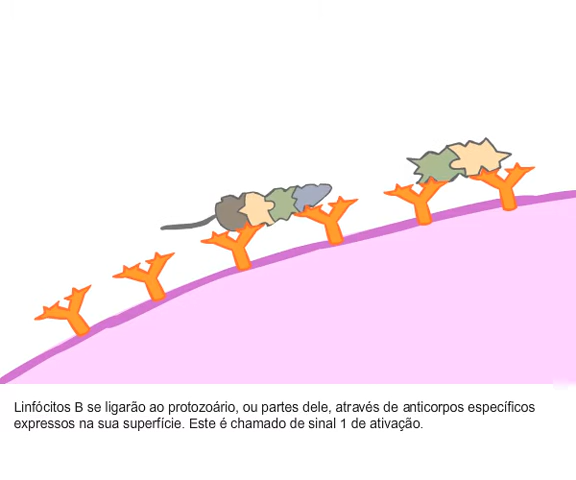 Linfócitos B se ligarão ao protozoário, ou partes dele, através de anticorpos específicos
expressos na sua superfície. Este é chamado de sinal 1 de ativação.